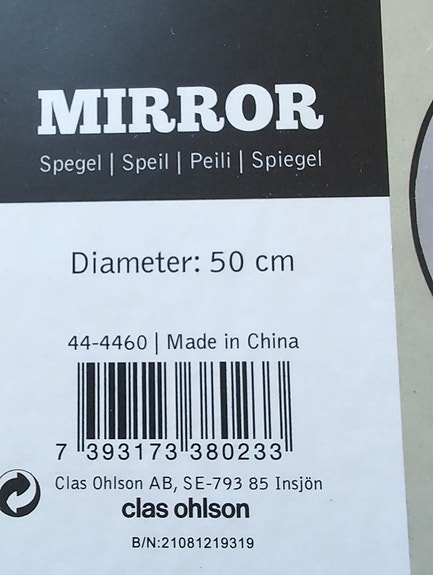 MIRROR
Spegel | Speil | Peili | Spiegel
Diameter: 50 cm
44-4460 | Made in China
7 393173 380233
Clas Ohlson AB, SE-793 85 Insjön
clas ohlson
B/N:21081219319